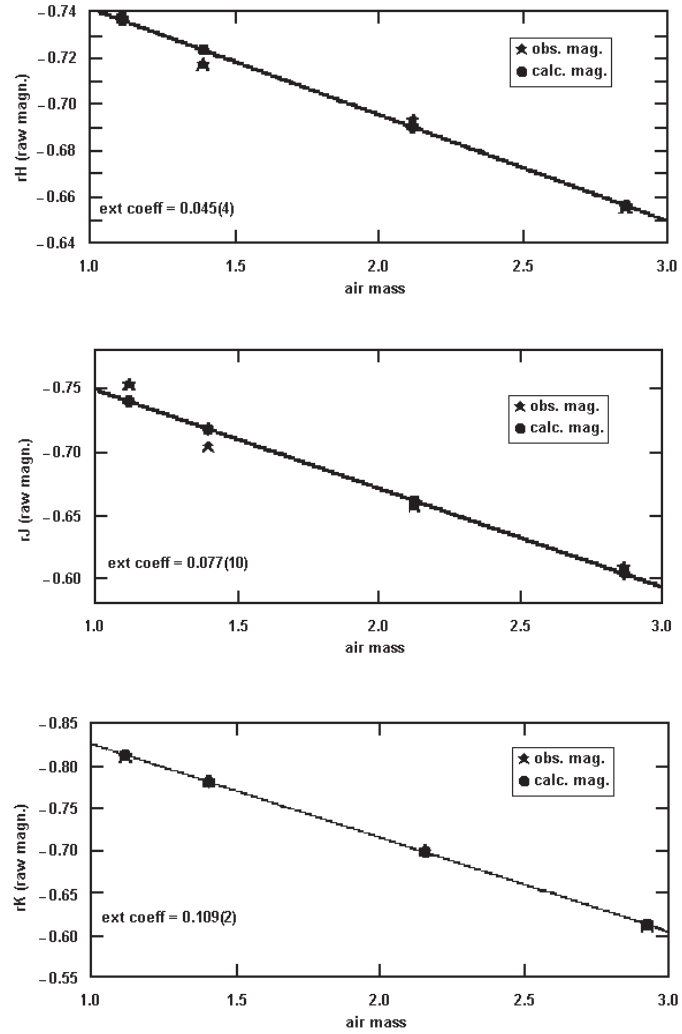 −0.74
−0.72
−0.70
−0.68
−0.66
−0.64
rH (raw magn.)
obs. mag.
calc. mag.
ext coeff = 0.045(4)
1.0 1.5 2.0 2.5 3.0
air mass
−0.75
−0.70
−0.65
−0.60
rJ (raw magn.)
obs. mag.
calc. mag.
ext coeff = 0.077(10)
1.0 1.5 2.0 2.5 3.0
air mass
−0.85
−0.80
−0.75
−0.70
−0.65
−0.60
−0.55
rK (raw magn.)
obs. mag.
calc. mag.
ext coeff = 0.109(2)
1.0 1.5 2.0 2.5 3.0
air mass